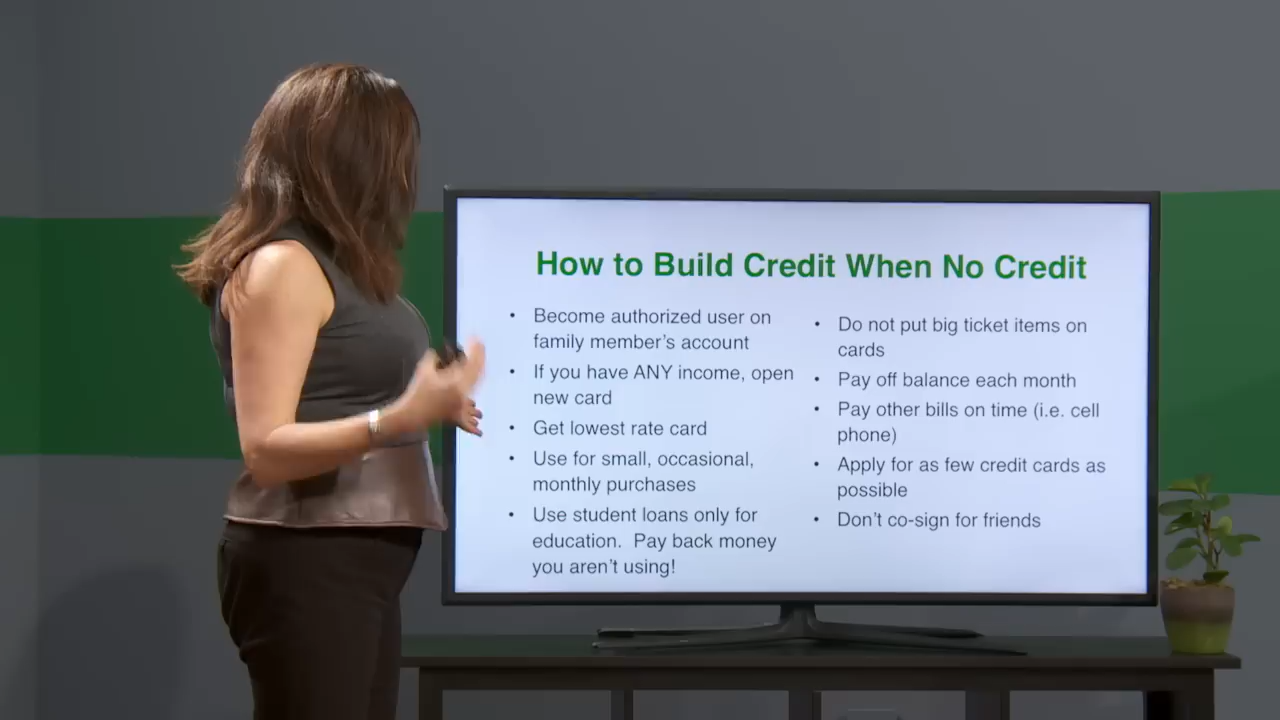 How to Build Credit When No Credit
• Become authorized user on
family member's account
• If you have ANY income, open
new card
• Get lowest rate card
• Use for small, occasional,
monthly purchases
• Use student loans only for
education.  Pay back money
you aren't using!
• Do not put big ticket items on
cards
• Pay off balance each month
• Pay other bills on time (i.e. cell
phone)
• Apply for as few credit cards as
possible
• Don't co-sign for friends